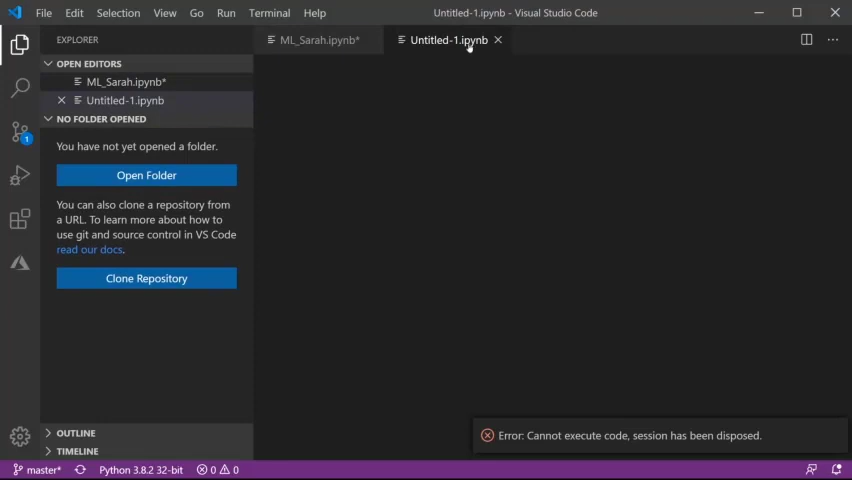 File Edit Selection View Go Run Terminal Help Untitled-1.ipynb - Visual Studio Code
EXPLORER
ML_Sarah.ipynb* Untitled-1.ipynb
OPEN EDITORS
ML_Sarah.ipynb*
Untitled-1.ipynb
NO FOLDER OPENED
You have not yet opened a folder.
Open Folder
You can also clone a repository from
a URL. To learn more about how to
use git and source control in VS Code
read our docs.
Clone Repository
1
OUTLINE
TIMELINE
Error: Cannot execute code, session has been disposed.
master* Python 3.8.2 32-bit 0 0